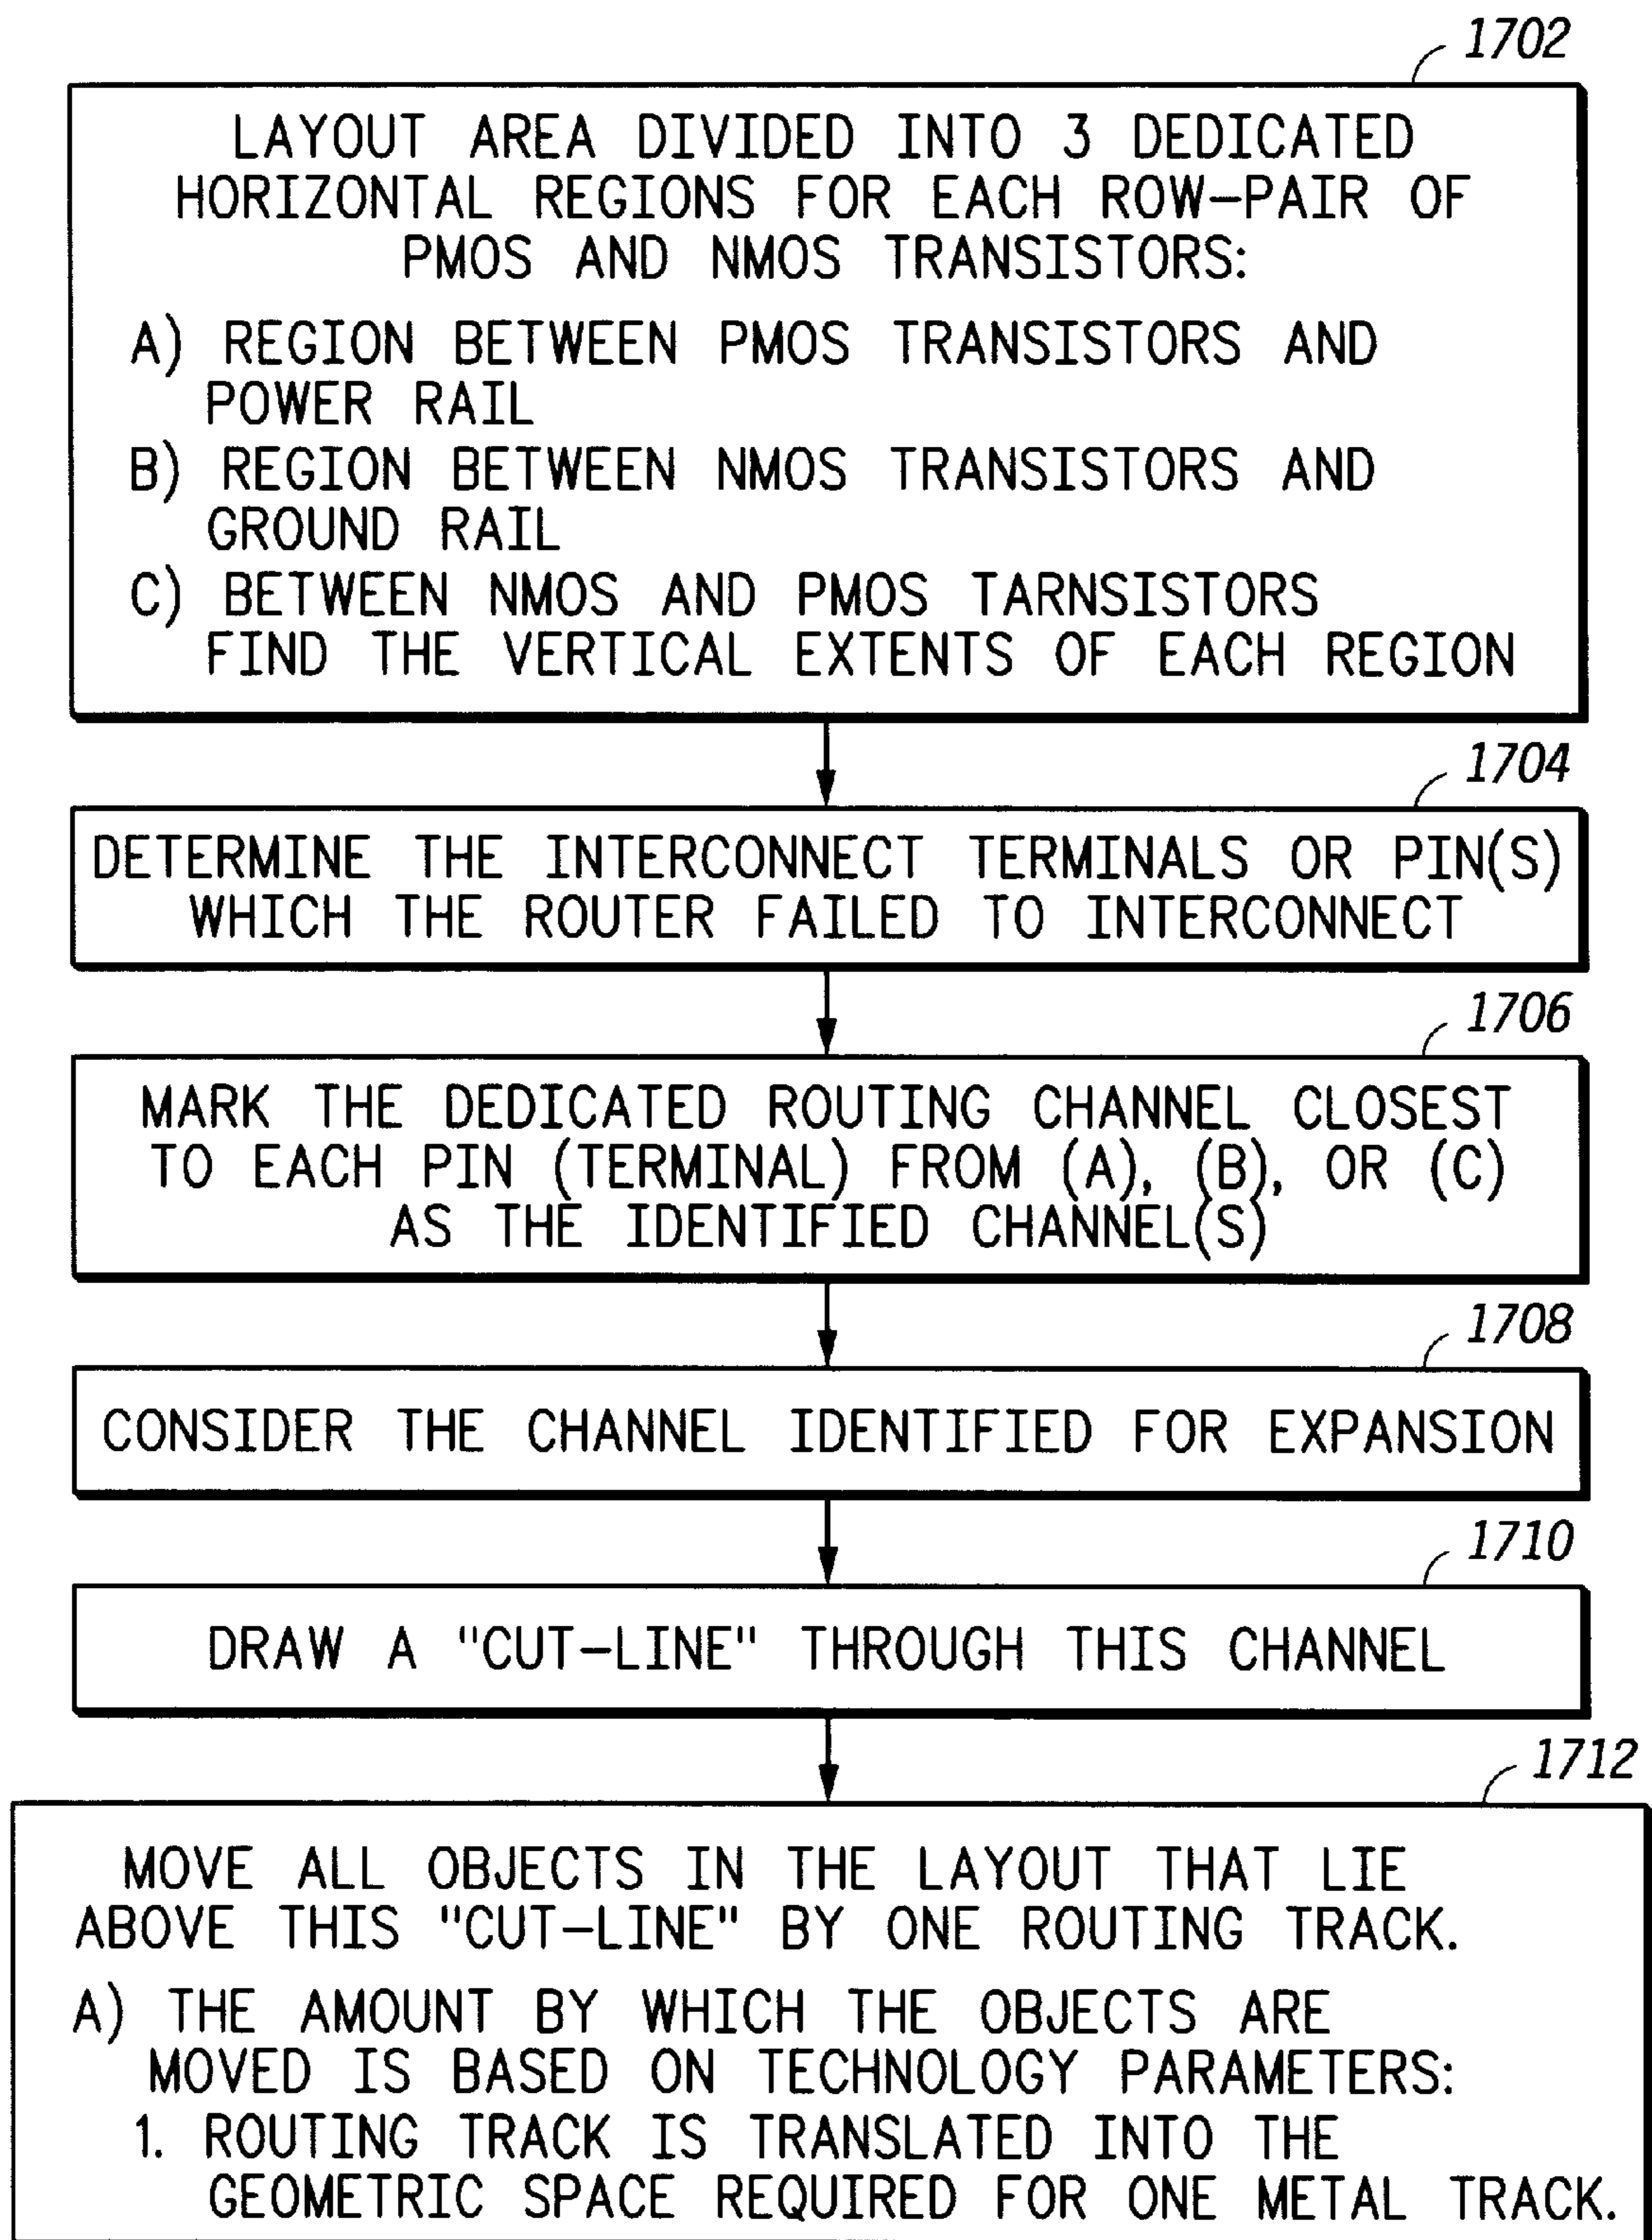 1702
LAYOUT AREA DIVIDED INTO 3 DEDICATED
HORIZONTAL REGIONS FOR EACH ROW-PAIR OF
PMOS AND NMOS TRANSISTORS:
A) REGION BETWEEN PMOS TRANSISTORS AND
POWER RAIL
B) REGION BETWEEN NMOS TRANSISTORS AND
GROUND RAIL
C) BETWEEN NMOS AND PMOS TARNSISTORS
FIND THE VERTICAL EXTENTS OF EACH REGION
1704
DETERMINE THE INTERCONNECT TERMINALS OR PIN(S)
WHICH THE ROUTER FAILED TO INTERCONNECT
1706
MARK THE DEDICATED ROUTING CHANNEL CLOSEST
TO EACH PIN (TERMINAL) FROM (A), (B), OR (C)
AS THE IDENTIFIED CHANNEL(S)
1708
CONSIDER THE CHANNEL IDENTIFIED FOR EXPANSION
1710
DRAW A "CUT-LINE" THROUGH THIS CHANNEL
1712
MOVE ALL OBJECTS IN THE LAYOUT THAT LIE
ABOVE THIS "CUT-LINE" BY ONE ROUTING TRACK.
A) THE AMOUNT BY WHICH THE OBJECTS ARE
MOVED IS BASED ON TECHNOLOGY PARAMETERS:
1. ROUTING TRACK IS TRANSLATED INTO THE
GEOMETRIC SPACE REQUIRED FOR ONE METAL TRACK.